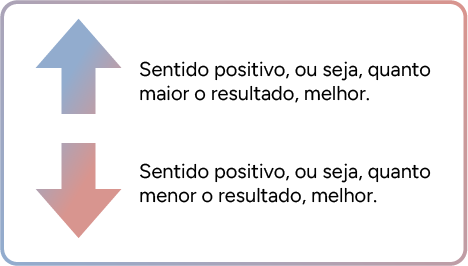 Sentido positivo, ou seja, quanto
maior o resultado, melhor.
Sentido positivo, ou seja, quanto
menor o resultado, melhor.